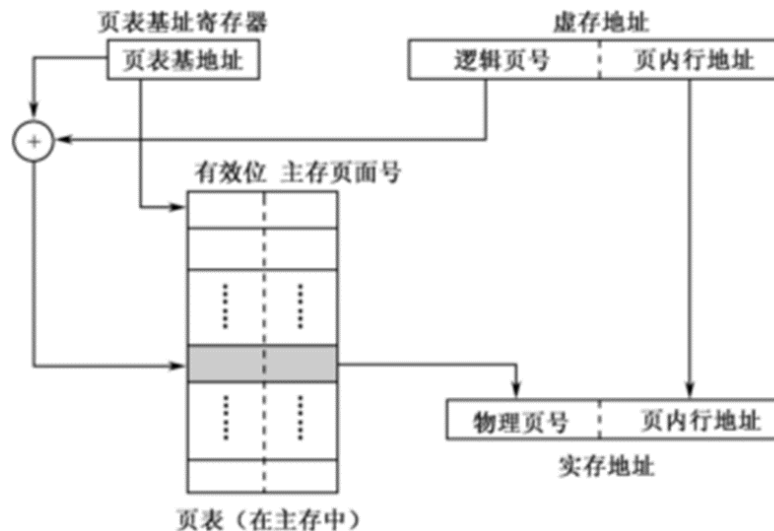 页表基址寄存器
虚存地址
页表基地址
逻辑页号
页内行地址
+
有效位 主存页面号
物理页号
页内行地址
实存地址
页表（在主存中）